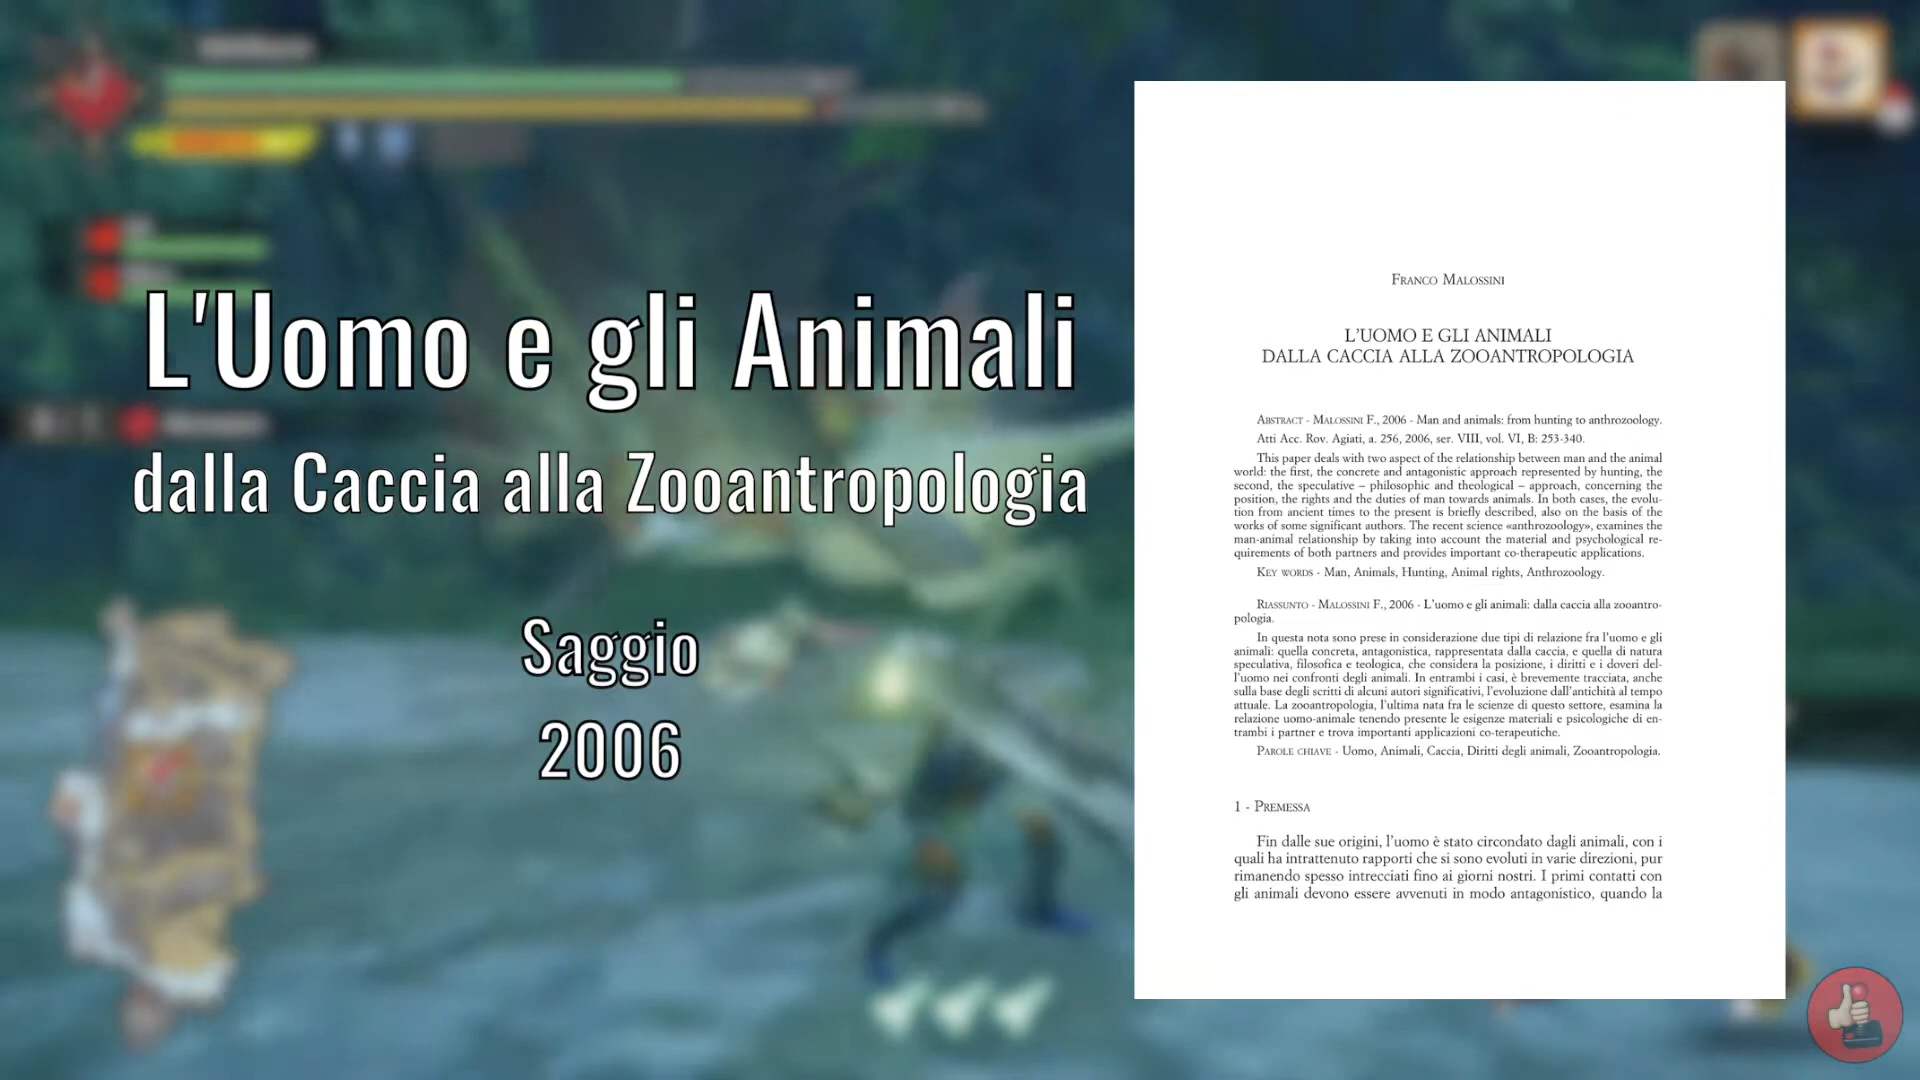 L'Uomo e gli Animali
dalla Caccia alla Zooantropologia
Saggio
2006
Franco Malossini
L'UOMO E GLI ANIMALI
DALLA CACCIA ALLA ZOOANTROPOLOGIA
Abstract - Malossini F., 2006 - Man and animals: from hunting to anthrozoology.
Atti Acc. Rov. Agiati, a. 256, 2006, ser. VIII, vol. VI, B: 253-340.
This paper deals with two aspect of the relationship between man and the animal
world: the first, the concrete and antagonistic approach represented by hunting, the
second, the speculative – philosophic and theological – approach, concerning the
position, the rights and the duties of man towards animals. In both cases, the evolu-
tion from ancient times to the present is briefly described, also on the basis of the
works of some significant authors. The recent science «anthrozoology», examines the
man-animal relationship by taking into account the material and psychological re-
quirements of both partners and provides important co-therapeutic applications.
Key words - Man, Animals, Hunting, Animal rights, Anthrozoology.
Riassunto - Malossini F., 2006 - L'uomo e gli animali: dalla caccia alla zooantro-
pologia.
In questa nota sono prese in considerazione due tipi di relazione fra l'uomo e gli
animali: quella concreta, antagonistica, rappresentata dalla caccia, e quella di natura
speculativa, filosofica e teologica, che considera la posizione, i diritti e i doveri del-
l'uomo nei confronti degli animali. In entrambi i casi, è brevemente tracciata, anche
sulla base degli scritti di alcuni autori significativi, l'evoluzione dall'antichità al tempo
attuale. La zooantropologia, l'ultima nata fra le scienze di questo settore, esamina la
relazione uomo-animale tenendo presente le esigenze materiali e psicologiche di en-
trambi i partner e trova importanti applicazioni co-terapeutiche.
Parole chiave - Uomo, Animali, Caccia, Diritti degli animali, Zooantropologia.
1 - Premessa
Fin dalle sue origini, l'uomo è stato circondato dagli animali, con i
quali ha intrattenuto rapporti che si sono evoluti in varie direzioni, pur
rimanendo spesso intrecciati fino ai giorni nostri. I primi contatti con
gli animali devono essere avvenuti in modo antagonistico, quando la